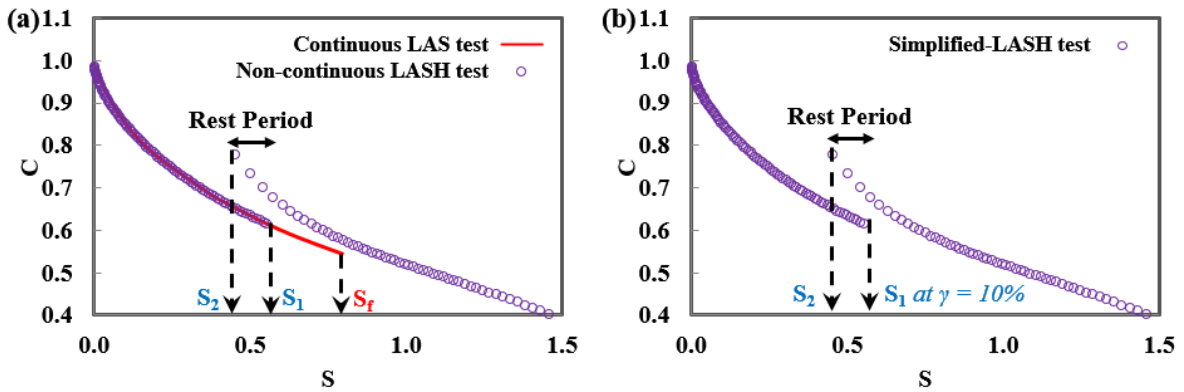 (a)
1.1
1.0
0.9
0.8
0.7
0.6
0.5
0.4
C
Continuous LAS test
Non-continuous LASH test
Rest Period
S2
S1
Sf
0.0
0.5
1.0
1.5
S
(b)
1.1
1.0
0.9
0.8
0.7
0.6
0.5
0.4
C
Simplified-LASH test
Rest Period
S2
S1 at γ = 10%
0.0
0.5
1.0
1.5
S